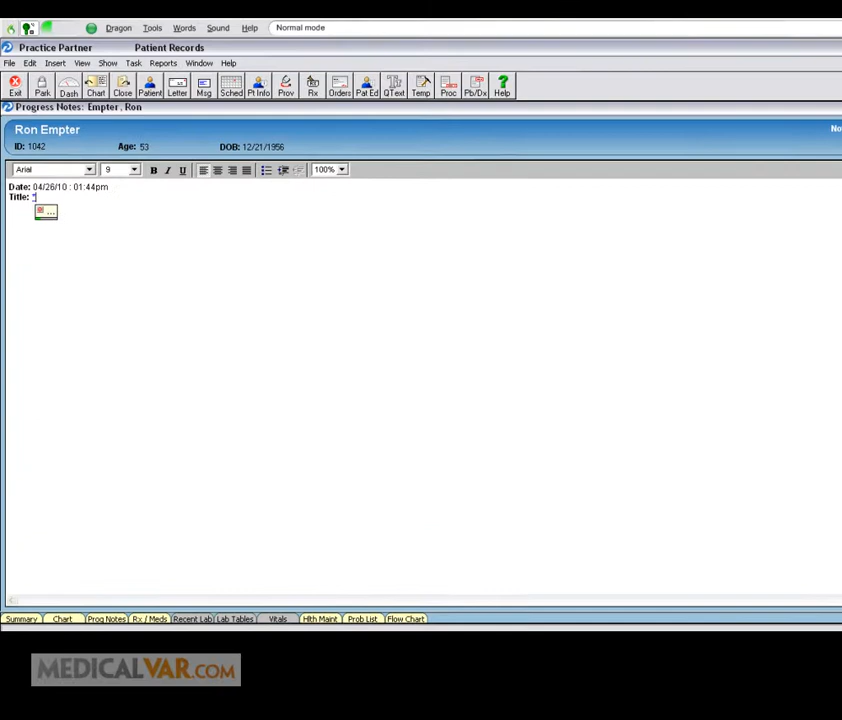 Dragon Tools Words Sound Help Normal mode
Practice Partner Patient Records
File Edit Insert View Show Task Reports Window Help
Exit Park Dash Chart Close Patient Letter Msg Sched Pt Info Prov Rx Orders Pat Ed QText Temp Proc Pb/Dx Help
Progress Notes: Empter , Ron
Ron Empter
ID: 1042 Age: 53 DOB: 12/21/1956
Arial 9 B I U 100%
Date: 04/26/10 : 01:44pm
Title:
...
Summary Chart Prog Notes Rx / Meds Recent Lab Lab Tables Vitals Hlth Maint Prob List Flow Chart
MEDICALVAR.COM